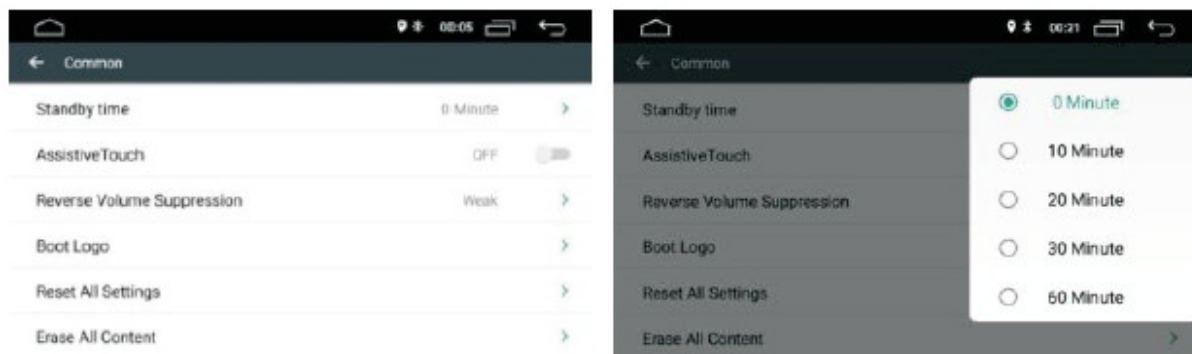 00:05
Common
Standby time 0 Minute
AssistiveTouch OFF
Reverse Volume Suppression Weak
Boot Logo
Reset All Settings
Erase All Content
00:21
Common
Standby time
AssistiveTouch
Reverse Volume Suppression
Boot Logo
Reset All Settings
Erase All Content
0 Minute
10 Minute
20 Minute
30 Minute
60 Minute